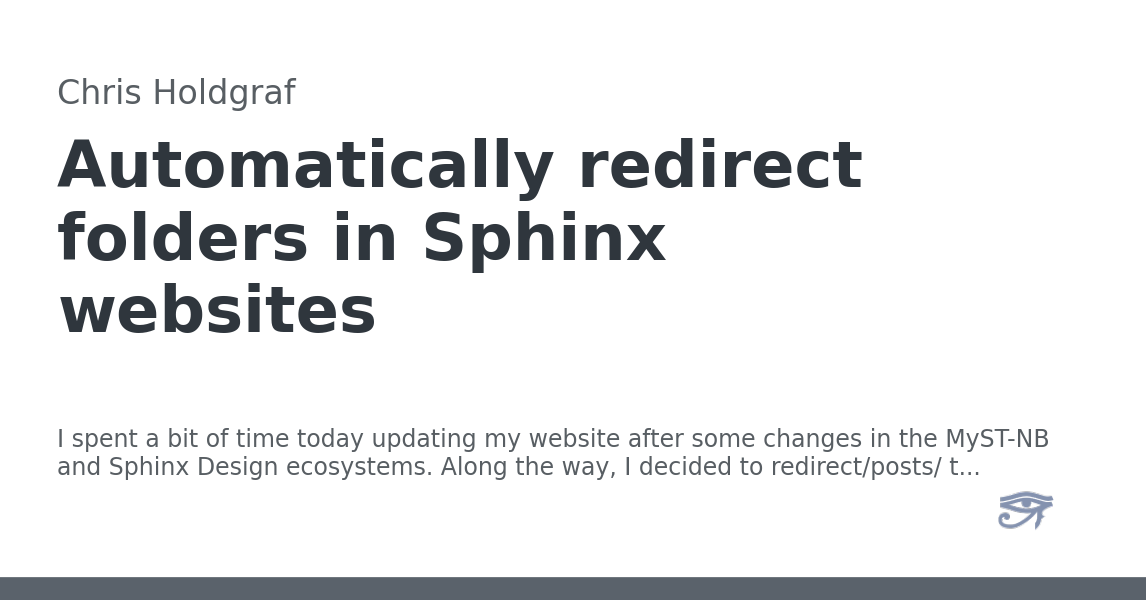 Chris Holdgraf
Automatically redirect
folders in Sphinx
websites
I spent a bit of time today updating my website after some changes in the MyST-NB
and Sphinx Design ecosystems. Along the way, I decided to redirect/posts/ t...